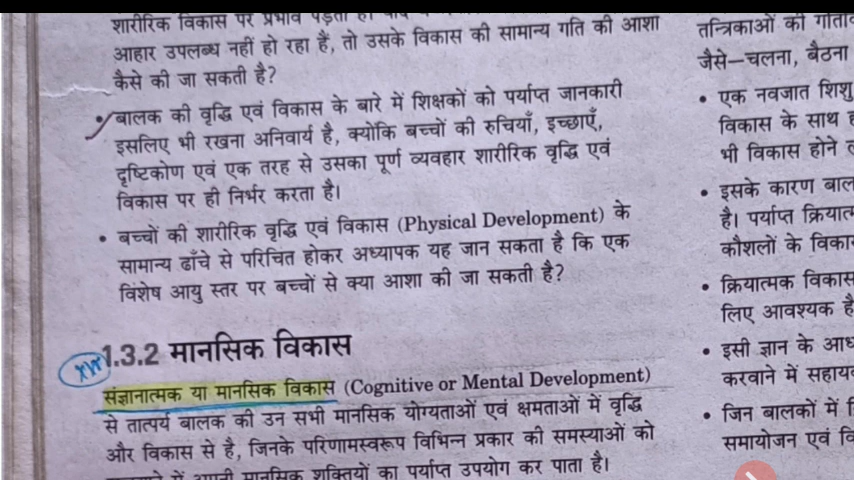 शारीरिक विकास पर प्रभाव पड़ता है।
आहार उपलब्ध नहीं हो रहा हैं, तो उसके विकास की सामान्य गति की आशा
कैसे की जा सकती है?
• बालक की वृद्धि एवं विकास के बारे में शिक्षकों को पर्याप्त जानकारी
इसलिए भी रखना अनिवार्य है, क्योंकि बच्चों की रुचियाँ, इच्छाएँ,
दृष्टिकोण एवं एक तरह से उसका पूर्ण व्यवहार शारीरिक वृद्धि एवं
विकास पर ही निर्भर करता है।
• बच्चों की शारीरिक वृद्धि एवं विकास (Physical Development) के
सामान्य ढाँचे से परिचित होकर अध्यापक यह जान सकता है कि एक
विशेष आयु स्तर पर बच्चों से क्या आशा की जा सकती है?
1.3.2 मानसिक विकास
संज्ञानात्मक या मानसिक विकास (Cognitive or Mental Development)
से तात्पर्य बालक की उन सभी मानसिक योग्यताओं एवं क्षमताओं में वृद्धि
और विकास से है, जिनके परिणामस्वरूप विभिन्न प्रकार की समस्याओं को
में अपनी मानसिक शक्तियों का पर्याप्त उपयोग कर पाता है।
तन्त्रिकाओं की
जैसे–चलना, बैठना
• एक नवजात शिशु
विकास के साथ
भी विकास होने
• इसके कारण
है। पर्याप्त
कौशलों के
• क्रियात्मक विकास
लिए आवश्यक है
• इसी ज्ञान के
करवाने में
• जिन बालकों में
समायोजन एवं